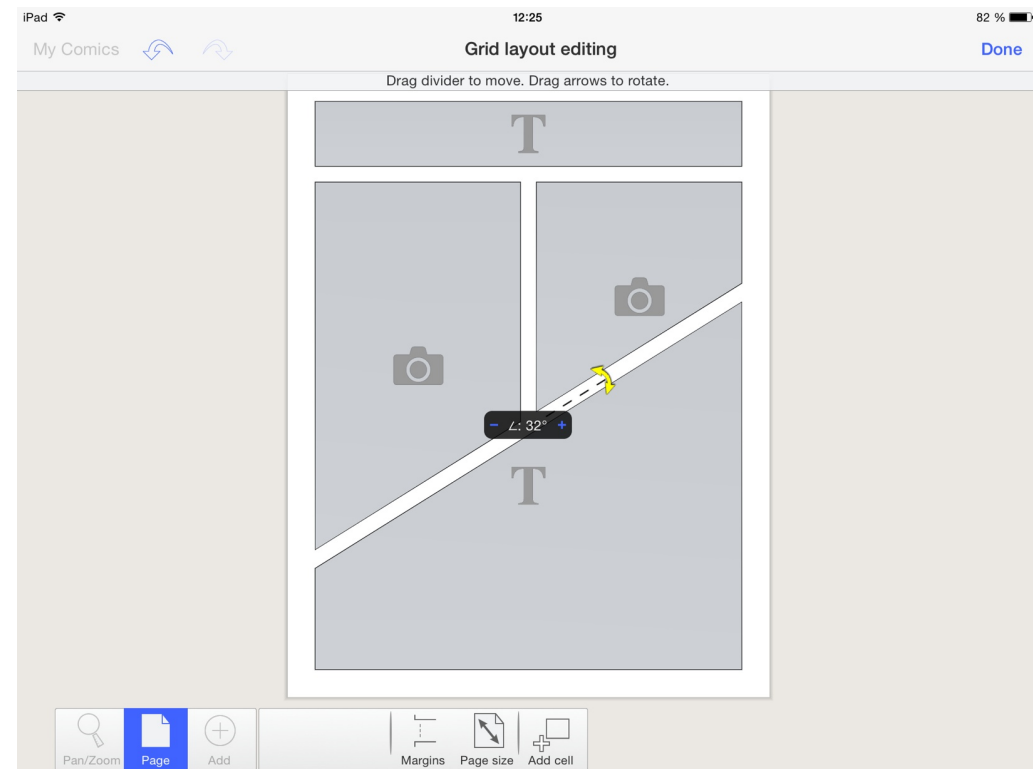 iPad 12:25 82 %
My Comics Grid layout editing Done
Drag divider to move. Drag arrows to rotate.
T
− ∠: 32° +
T
Pan/Zoom Page Add Margins Page size Add cell